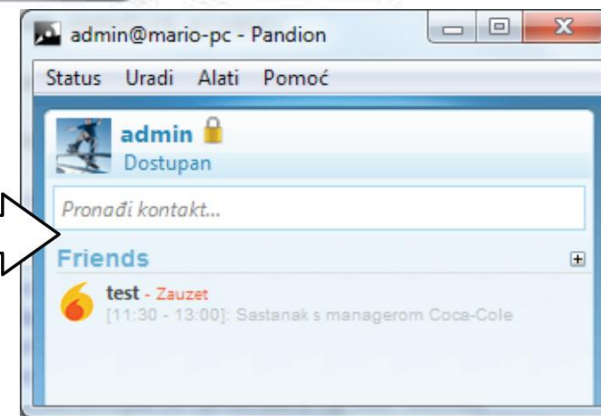 admin@mario-pc - Pandion
Status Uradi Alati Pomoć
admin
Dostupan
Pronađi kontakt...
Friends
test - Zauzet
[11:30 - 13:00]: Sastanak s managerom Coca-Cole